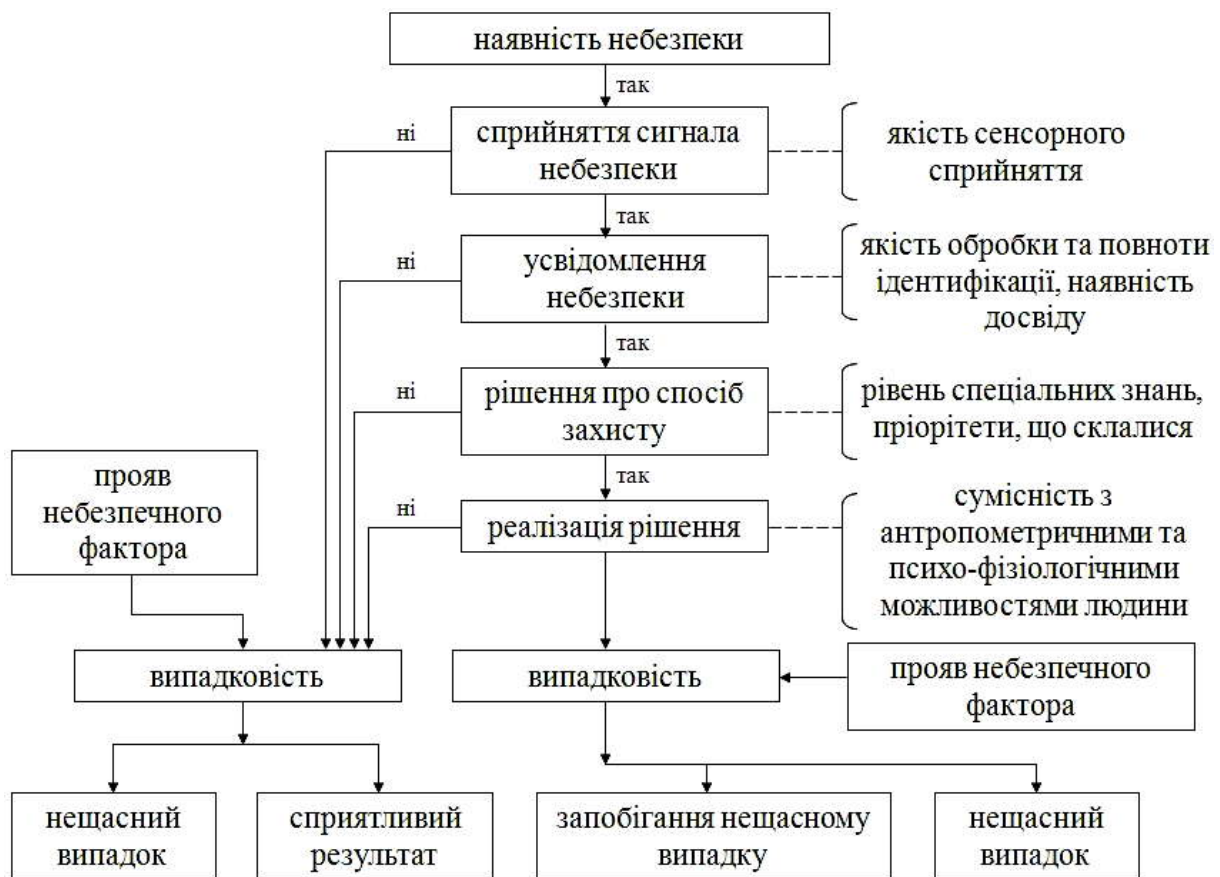 наявність небезпеки
так
ні
сприйняття сигнала
небезпеки
якість сенсорного
сприйняття
так
ні
усвідомлення
небезпеки
якість обробки та повноти
ідентифікації, наявність
досвіду
так
ні
рішення про спосіб
захисту
рівень спеціальних знань,
пріорітети, що склалися
так
прояв
небезпечного
фактора
ні
реалізація рішення
сумісність з
антропометричними та
психо-фізіологічними
можливостями людини
випадковість
випадковість
прояв небезпечного
фактора
нещасний
випадок
сприятливий
результат
запобігання нещасному
випадку
нещасний
випадок